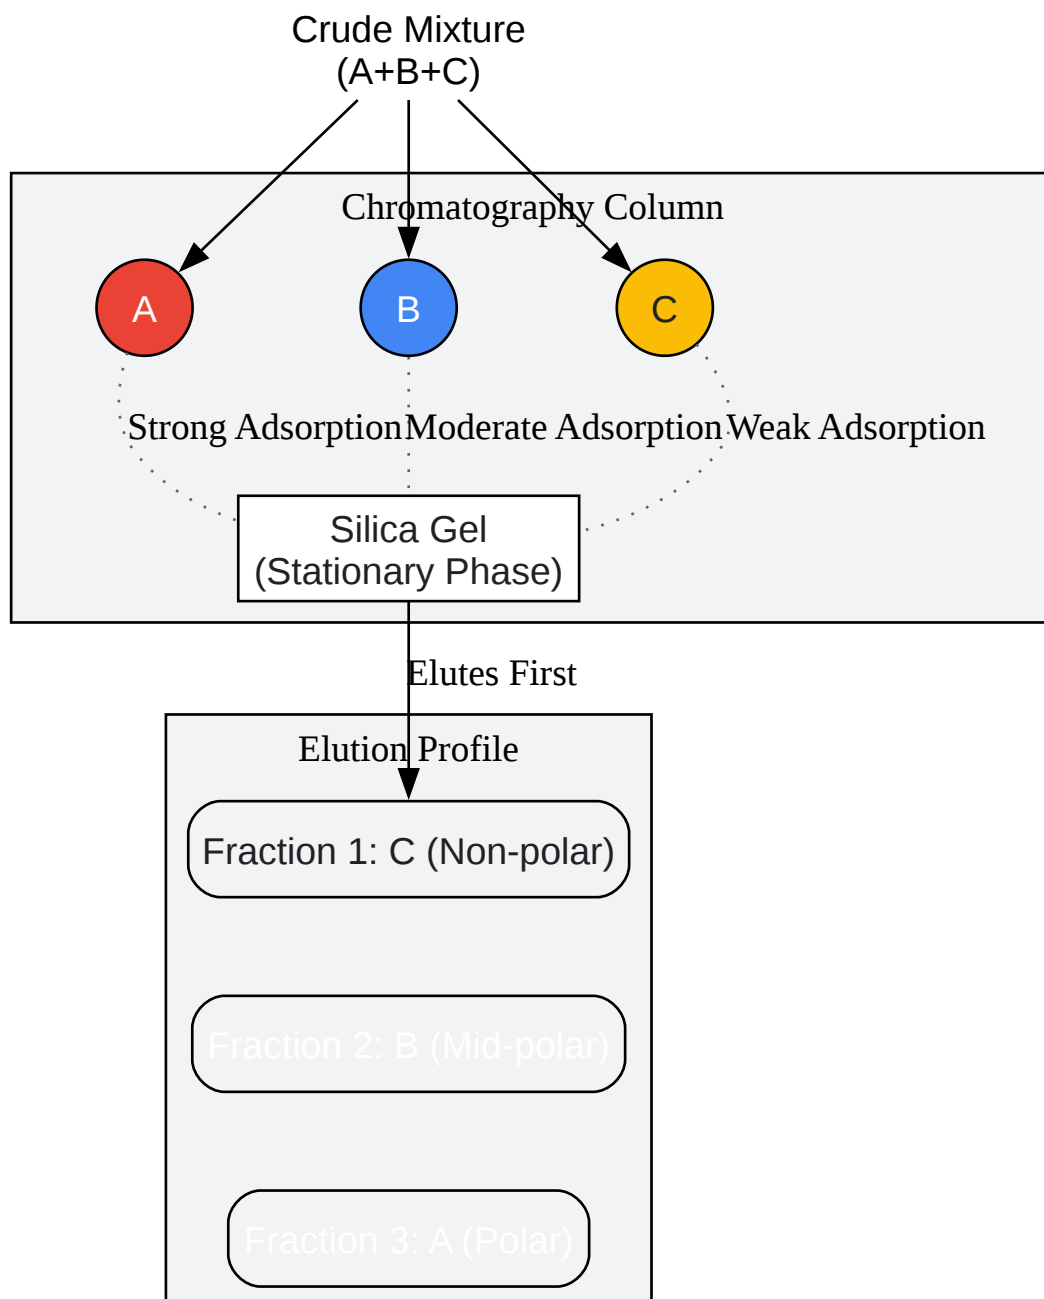 Crude Mixture
(A+B+C)
Chromatography Column
A
B
C
Strong Adsorption
Moderate Adsorption
Weak Adsorption
Silica Gel
(Stationary Phase)
Elutes First
Elution Profile
Fraction 1: C (Non-polar)
Fraction 2: B (Mid-polar)
Fraction 3: A (Polar)